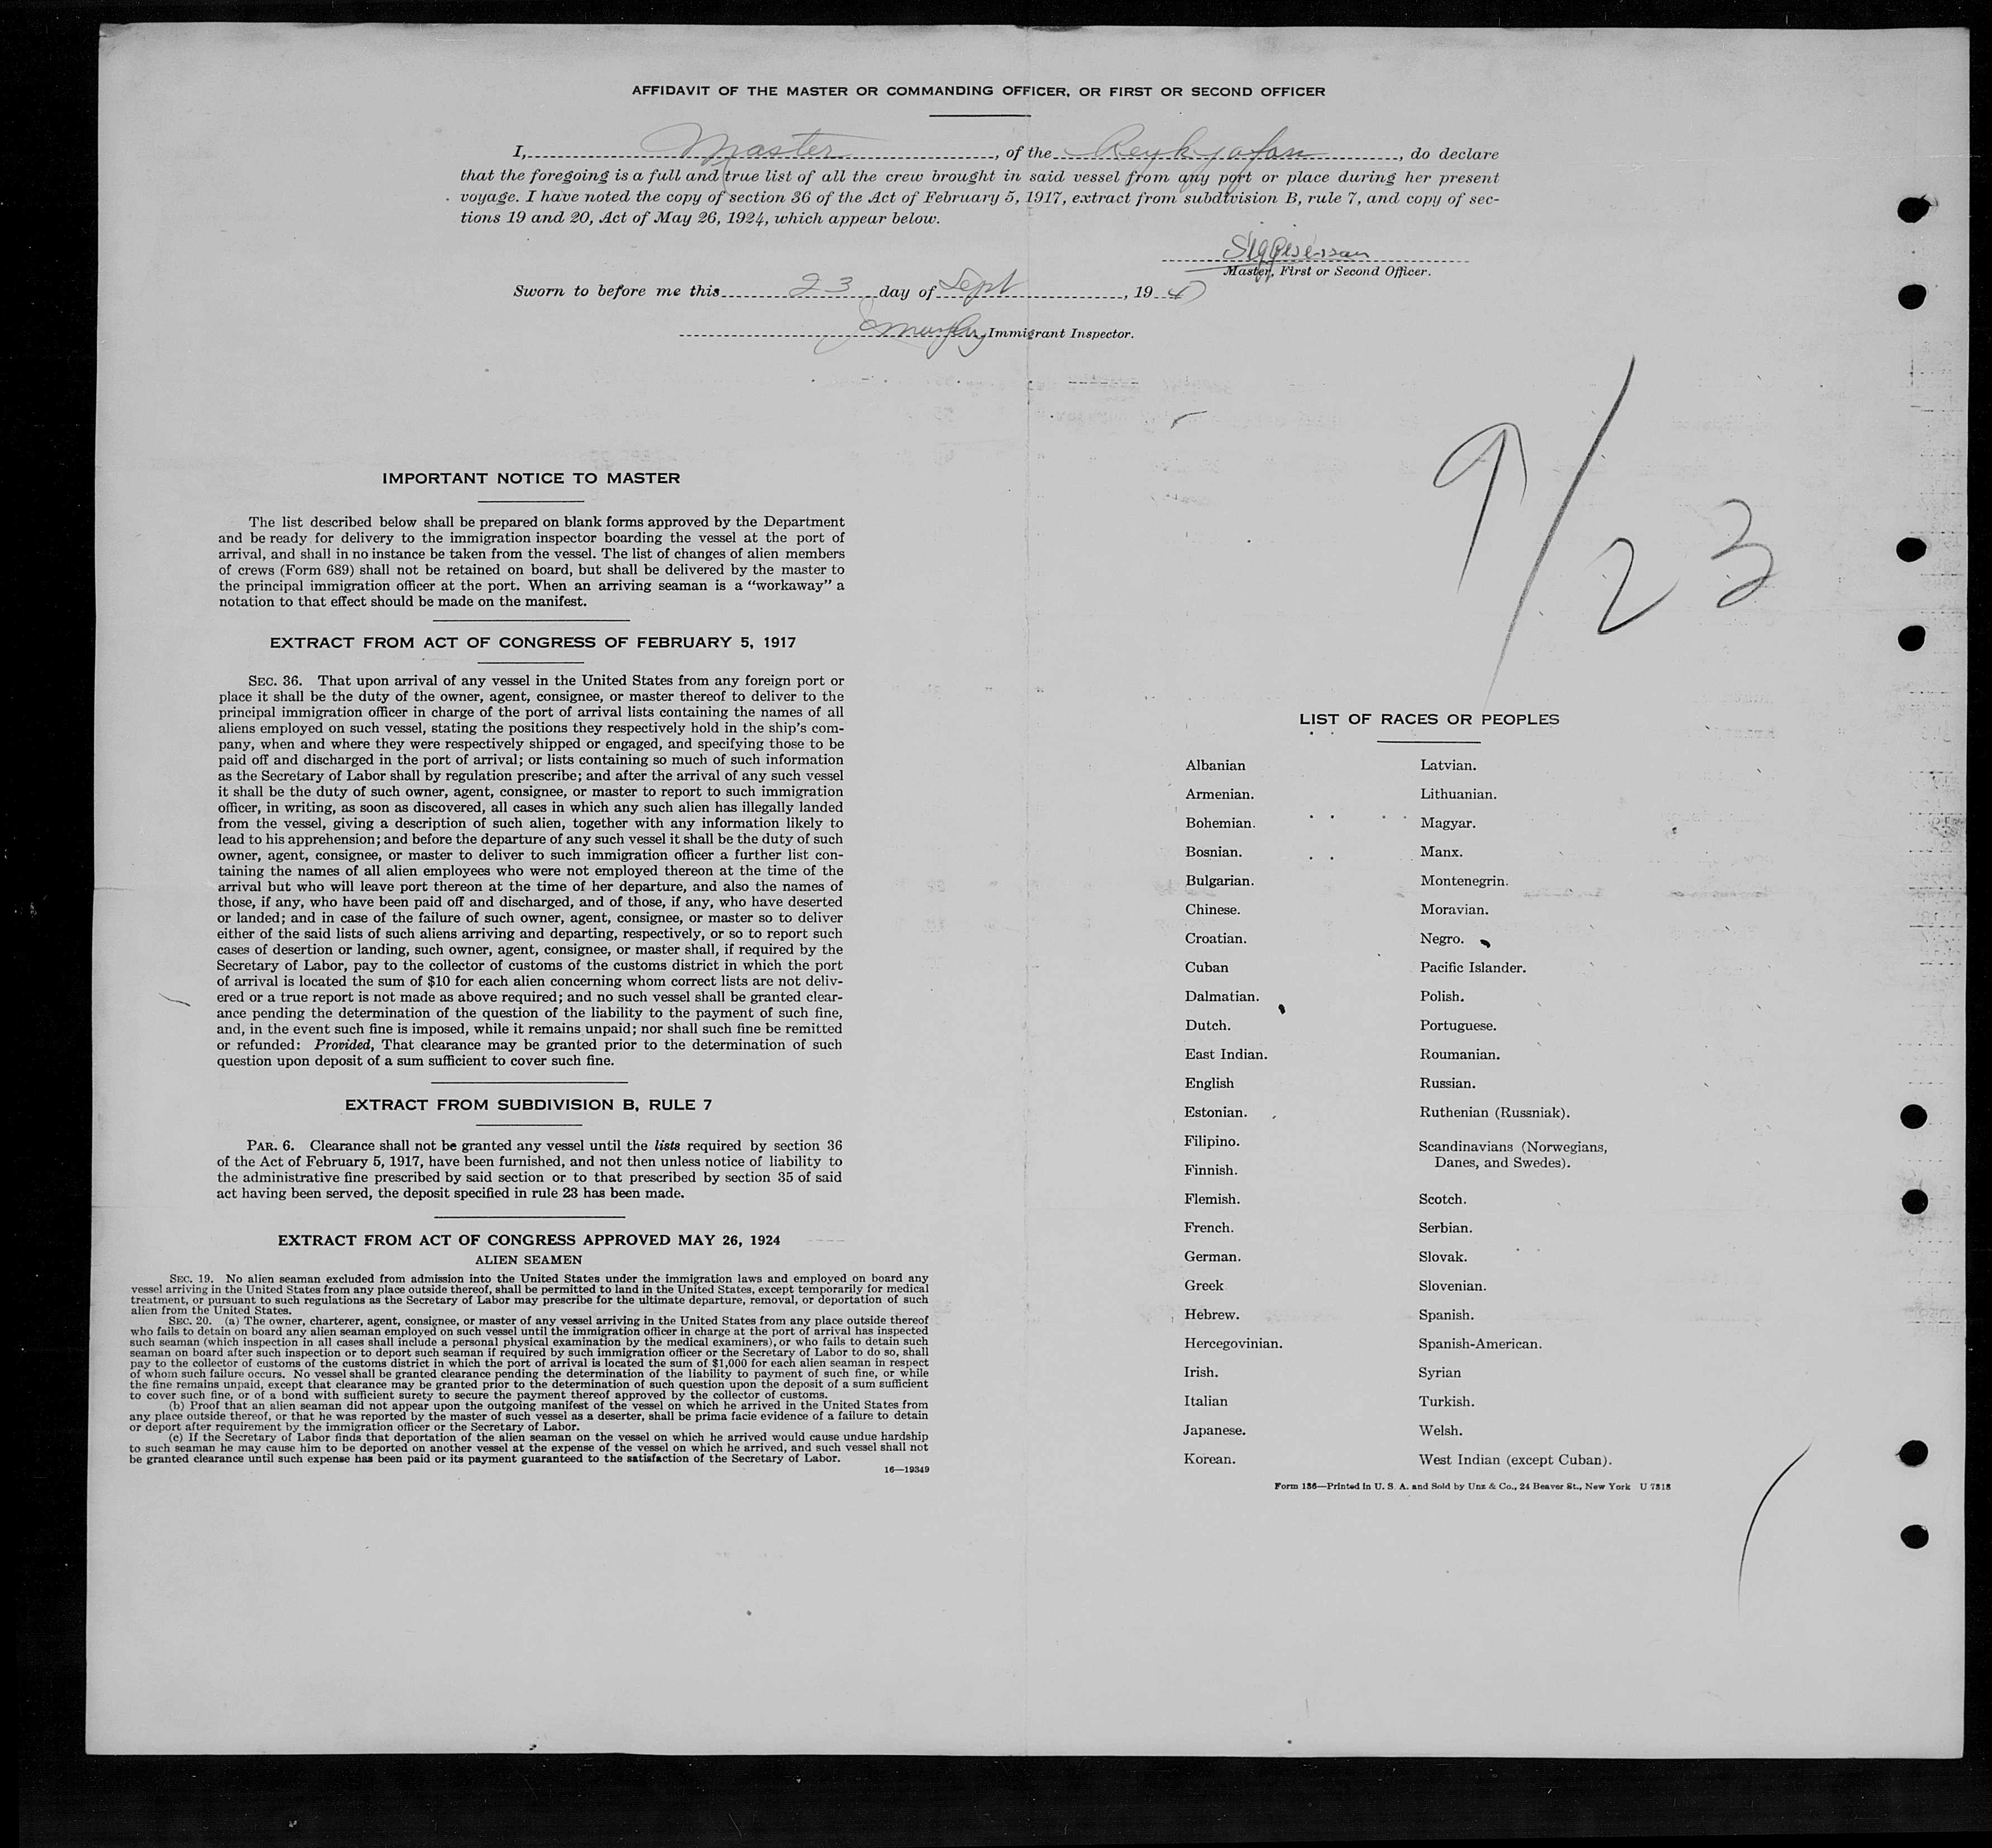 AFFIDAVIT OF THE MASTER OR COMMANDING OFFICER, OR FIRST OR SECOND OFFICER
I, Master, of the, do declare
that the foregoing is a full and true list of all the crew brought in said vessel from any port or place during her present
voyage. I have noted the copy of section 36 of the Act of February 5, 1917, extract from subdivision B, rule 7, and copy of sec-
tions 19 and 20, Act of May 26, 1924, which appear below.
Master, First or Second Officer.
Sworn to before me this 23 day of Sept, 19
Immigrant Inspector.
9/23
IMPORTANT NOTICE TO MASTER
The list described below shall be prepared on blank forms approved by the Department
and be ready for delivery to the immigration inspector boarding the vessel at the port of
arrival, and shall in no instance be taken from the vessel. The list of changes of alien members
of crews (Form 689) shall not be retained on board, but shall be delivered by the master to
the principal immigration officer at the port. When an arriving seaman is a "workaway" a
notation to that effect should be made on the manifest.
EXTRACT FROM ACT OF CONGRESS OF FEBRUARY 5, 1917
SEC. 36. That upon arrival of any vessel in the United States from any foreign port or
place it shall be the duty of the owner, agent, consignee, or master thereof to deliver to the
principal immigration officer in charge of the port of arrival lists containing the names of all
aliens employed on such vessel, stating the positions they respectively hold in the ship's com-
pany, when and where they were respectively shipped or engaged, and specifying those to be
paid off and discharged in the port of arrival; or lists containing so much of such information
as the Secretary of Labor shall by regulation prescribe; and after the arrival of any such vessel
it shall be the duty of such owner, agent, consignee, or master to report to such immigration
officer, in writing, as soon as discovered, all cases in which any such alien has illegally landed
from the vessel, giving a description of such alien, together with any information likely to
lead to his apprehension; and before the departure of any such vessel it shall be the duty of such
owner, agent, consignee, or master to deliver to such immigration officer a further list con-
taining the names of all alien employees who were not employed thereon at the time of the
arrival but who will leave port thereon at the time of her departure, and also the names of
those, if any, who have been paid off and discharged, and of those, if any, who have deserted
or landed; and in case of the failure of such owner, agent, consignee, or master so to deliver
either of the said lists of such aliens arriving and departing, respectively, or so to report such
cases of desertion or landing, such owner, agent, consignee, or master shall, if required by the
Secretary of Labor, pay to the collector of customs of the customs district in which the port
of arrival is located the sum of $10 for each alien concerning whom correct lists are not deliv-
ered or a true report is not made as above required; and no such vessel shall be granted clear-
ance pending the determination of the question of the liability to the payment of such fine,
and, in the event such fine is imposed, while it remains unpaid; nor shall such fine be remitted
or refunded: Provided, That clearance may be granted prior to the determination of such
question upon deposit of a sum sufficient to cover such fine.
EXTRACT FROM SUBDIVISION B, RULE 7
PAR. 6. Clearance shall not be granted any vessel until the lists required by section 36
of the Act of February 5, 1917, have been furnished, and not then unless notice of liability to
the administrative fine prescribed by said section or to that prescribed by section 35 of said
act having been served, the deposit specified in rule 23 has been made.
EXTRACT FROM ACT OF CONGRESS APPROVED MAY 26, 1924
ALIEN SEAMEN
SEC. 19. No alien seaman excluded from admission into the United States under the immigration laws and employed on board any
vessel arriving in the United States from any place outside thereof, shall be permitted to land in the United States, except temporarily for medical
treatment, or pursuant to such regulations as the Secretary of Labor may prescribe for the ultimate departure, removal, or deportation of such
alien from the United States.
SEC. 20. (a) The owner, charterer, agent, consignee, or master of any vessel arriving in the United States from any place outside thereof
who fails to detain on board any alien seaman employed on such vessel until the immigration officer in charge at the port of arrival has inspected
such seaman (which inspection in all cases shall include a personal physical examination by the medical examiners), or who fails to detain such
seaman on board after such inspection or to deport such seaman if required by such immigration officer or the Secretary of Labor to do so, shall
pay to the collector of customs of the customs district in which the port of arrival is located the sum of $1,000 for each alien seaman in respect
of whom such failure occurs. No vessel shall be granted clearance pending the determination of the liability to payment of such fine, or while
the fine remains unpaid, except that clearance may be granted prior to the determination of such question upon the deposit of a sum sufficient
to cover such fine, or of a bond with sufficient surety to secure the payment thereof approved by the collector of customs.
(b) Proof that an alien seaman did not appear upon the outgoing manifest of the vessel on which he arrived in the United States from
any place outside thereof, or that he was reported by the master of such vessel as a deserter, shall be prima facie evidence of a failure to detain
or deport after requirement by the immigration officer or the Secretary of Labor.
(c) If the Secretary of Labor finds that deportation of the alien seaman on the vessel on which he arrived would cause undue hardship
to such seaman he may cause him to be deported on another vessel at the expense of the vessel on which he arrived, and such vessel shall not
be granted clearance until such expense has been paid or its payment guaranteed to the satisfaction of the Secretary of Labor.
16—19349
LIST OF RACES OR PEOPLES
Albanian
Armenian.
Bohemian.
Bosnian.
Bulgarian.
Chinese.
Croatian.
Cuban
Dalmatian.
Dutch.
East Indian.
English
Estonian.
Filipino.
Finnish.
Flemish.
French.
German.
Greek
Hebrew.
Hercegovinian.
Irish.
Italian
Japanese.
Korean.
Latvian.
Lithuanian.
Magyar.
Manx.
Montenegrin.
Moravian.
Negro.
Pacific Islander.
Polish.
Portuguese.
Roumanian.
Russian.
Ruthenian (Russniak).
Scandinavians (Norwegians,
Danes, and Swedes).
Scotch.
Serbian.
Slovak.
Slovenian.
Spanish.
Spanish-American.
Syrian
Turkish.
Welsh.
West Indian (except Cuban).
Form 136—Printed in U. S. A. and Sold by Unz & Co., 24 Beaver St., New York U 7818